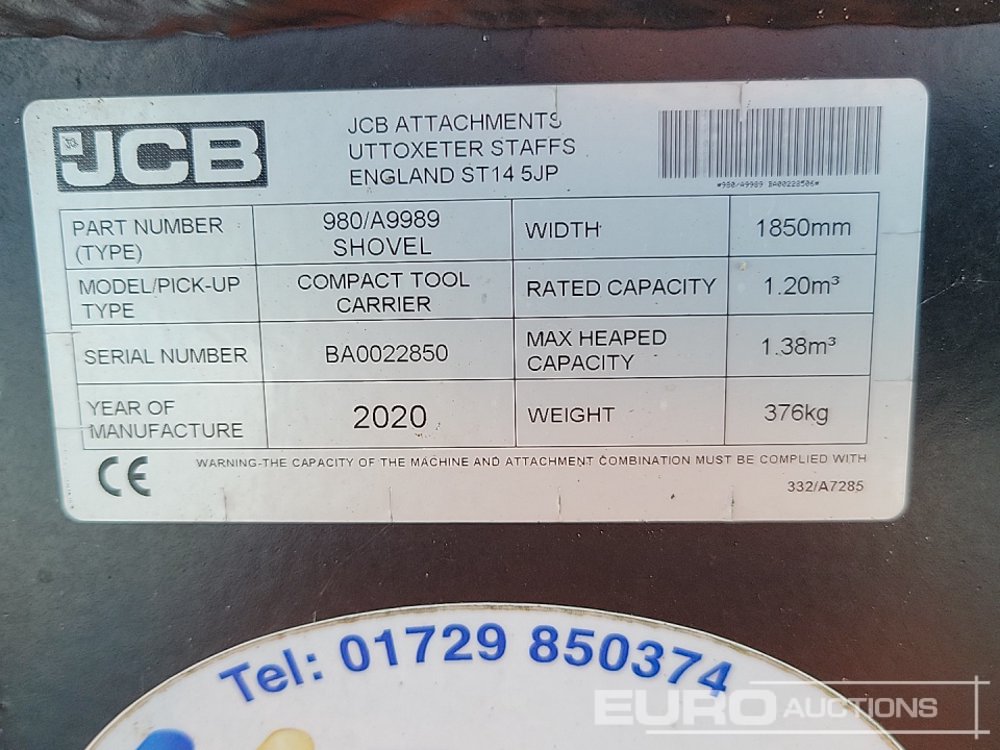 JCB
JCB ATTACHMENTS
UTTOXETER STAFFS
ENGLAND ST14 5JP
*980/A9989 BA00228506*
PART NUMBER
(TYPE)
980/A9989
SHOVEL
WIDTH
1850mm
MODEL/PICK-UP
TYPE
COMPACT TOOL
CARRIER
RATED CAPACITY
1.20m³
SERIAL NUMBER
BA0022850
MAX HEAPED
CAPACITY
1.38m³
YEAR OF
MANUFACTURE
2020
WEIGHT
376kg
CE
WARNING-THE CAPACITY OF THE MACHINE AND ATTACHMENT COMBINATION MUST BE COMPLIED WITH
332/A7285
Tel: 01729 850374
EURO AUCTIONS